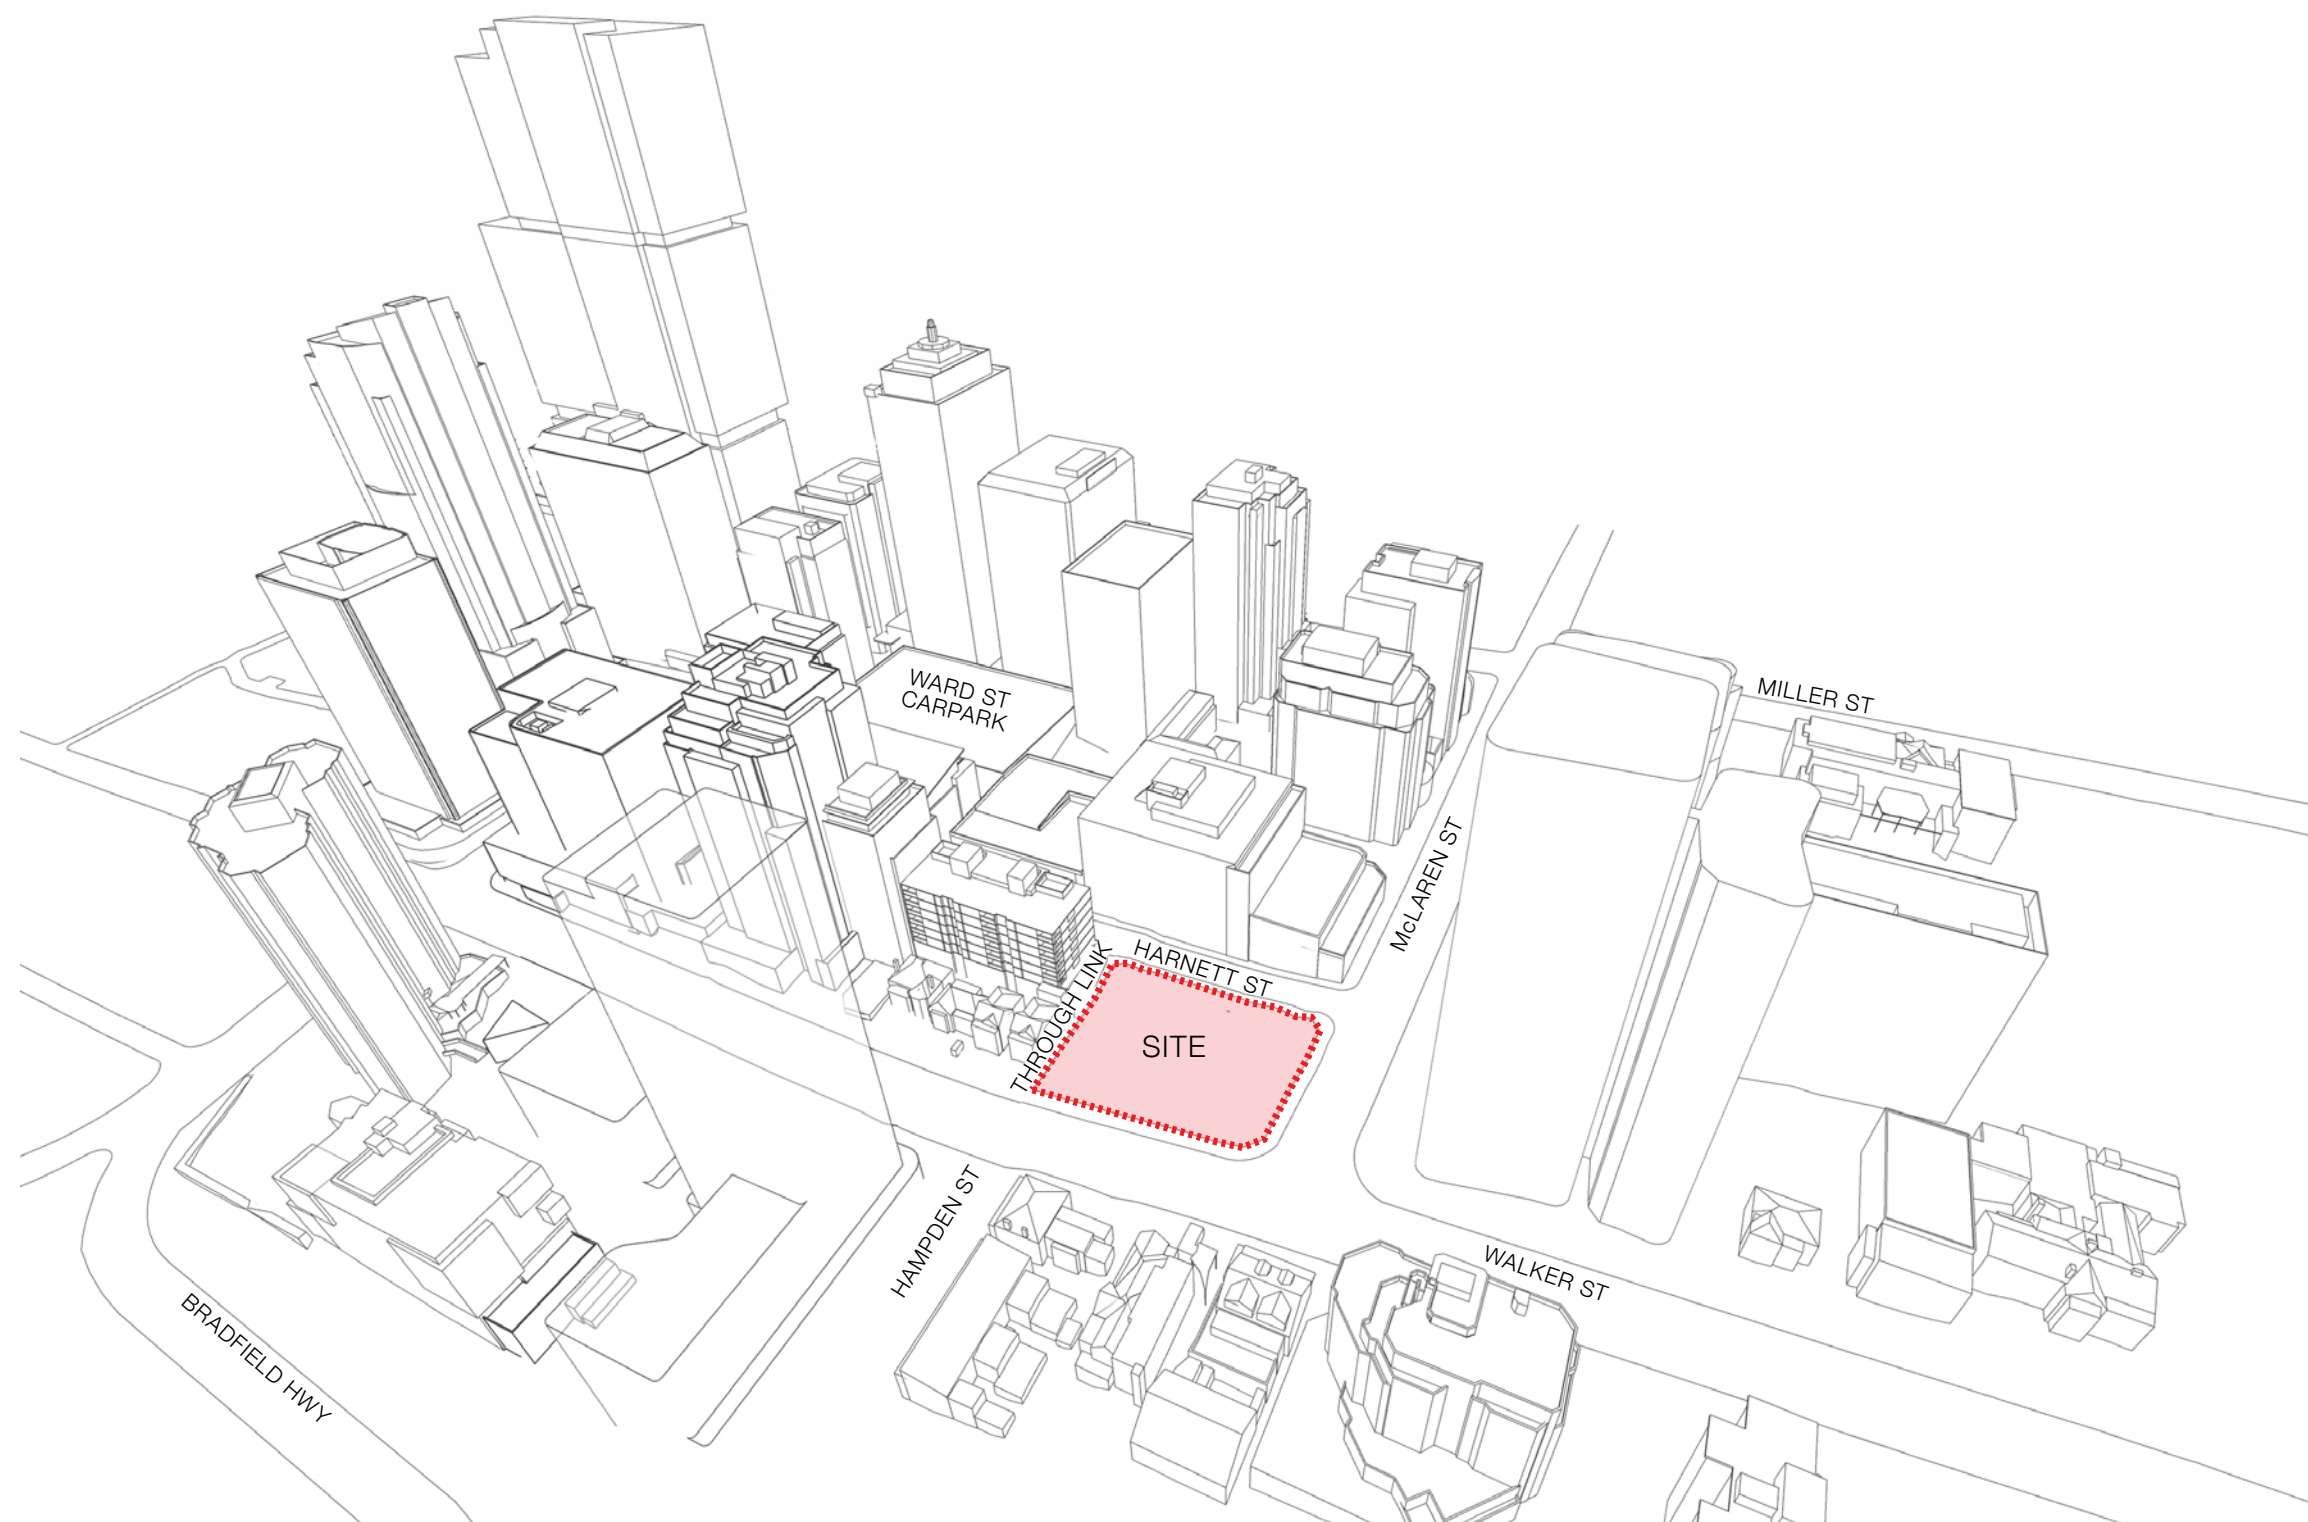 WARD ST
CARPARK
MILLER ST
McLAREN ST
HARNETT ST
THROUGH LINK
SITE
HAMPDEN ST
WALKER ST
BRADFIELD HWY